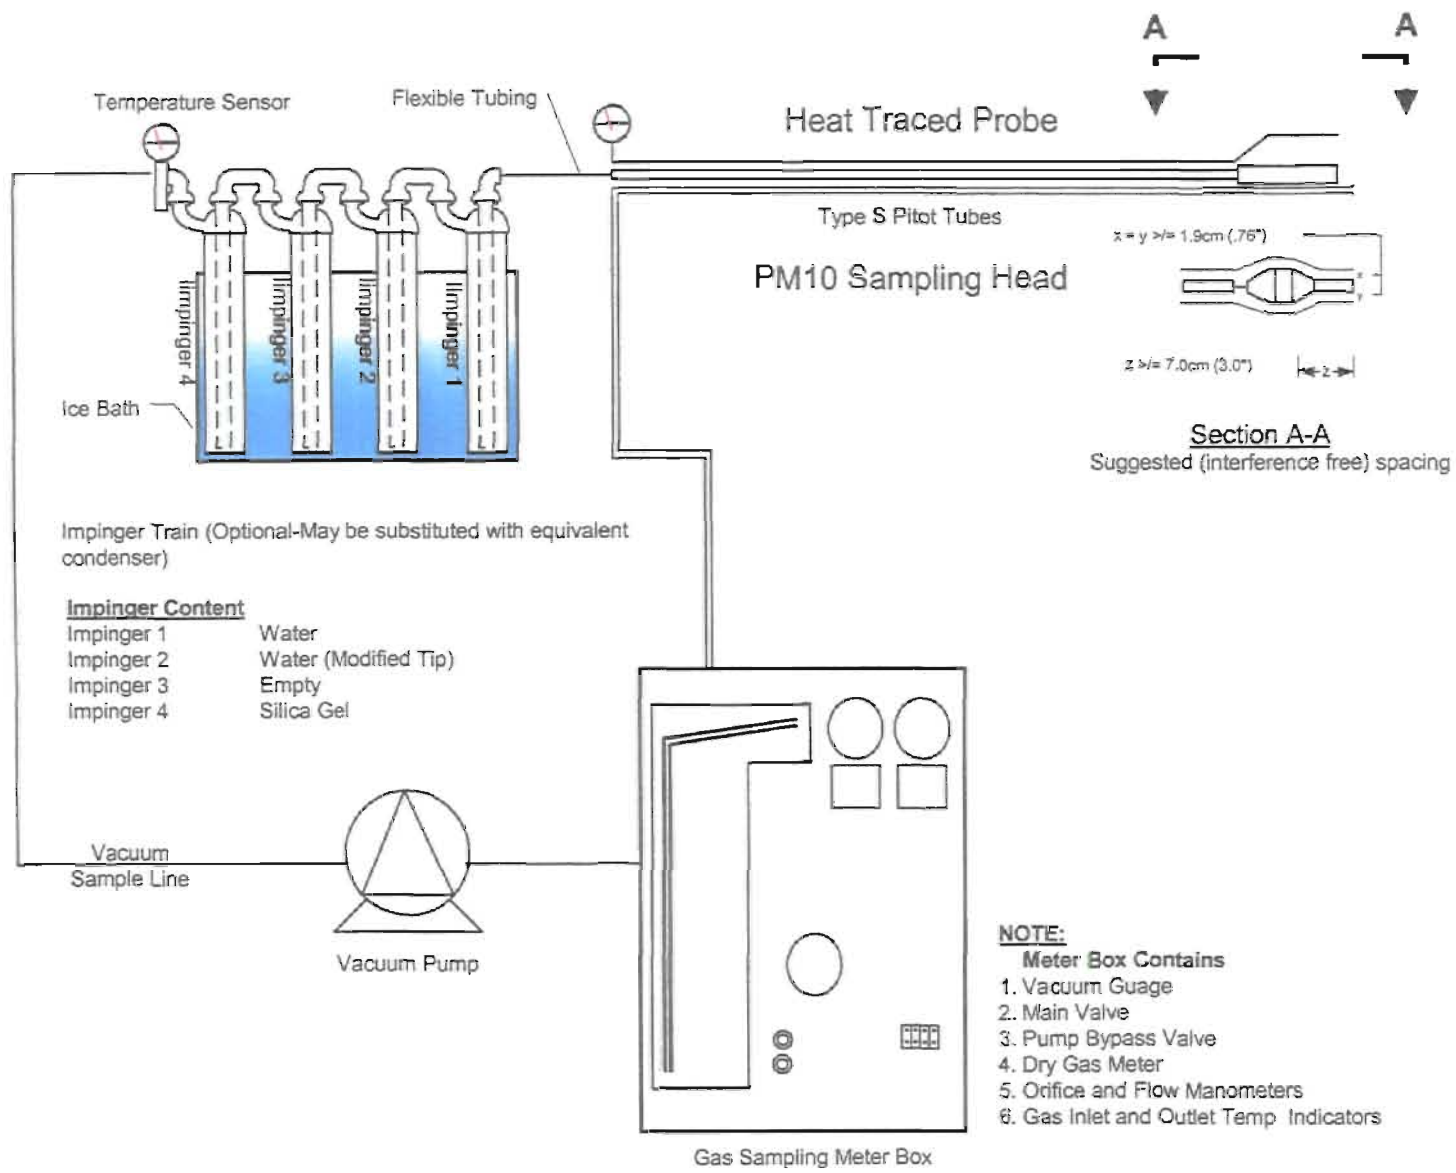 A A
Temperature Sensor
Flexible Tubing
Heat Traced Probe
Type S Pitot Tubes
x = y >/= 1.9cm (.76")
PM10 Sampling Head
x
y
z >/= 7.0cm (3.0")
z
Section A-A
Suggested (interference free) spacing
IImpinger 4
IImpinger 3
IImpinger 2
IImpinger 1
Ice Bath
Impinger Train (Optional-May be substituted with equivalent
condenser)
Impinger Content
Impinger 1 Water
Impinger 2 Water (Modified Tip)
Impinger 3 Empty
Impinger 4 Silica Gel
Vacuum
Sample Line
Vacuum Pump
NOTE:
Meter Box Contains
1. Vacuum Guage
2. Main Valve
3. Pump Bypass Valve
4. Dry Gas Meter
5. Orifice and Flow Manometers
6. Gas Inlet and Outlet Temp Indicators
Gas Sampling Meter Box